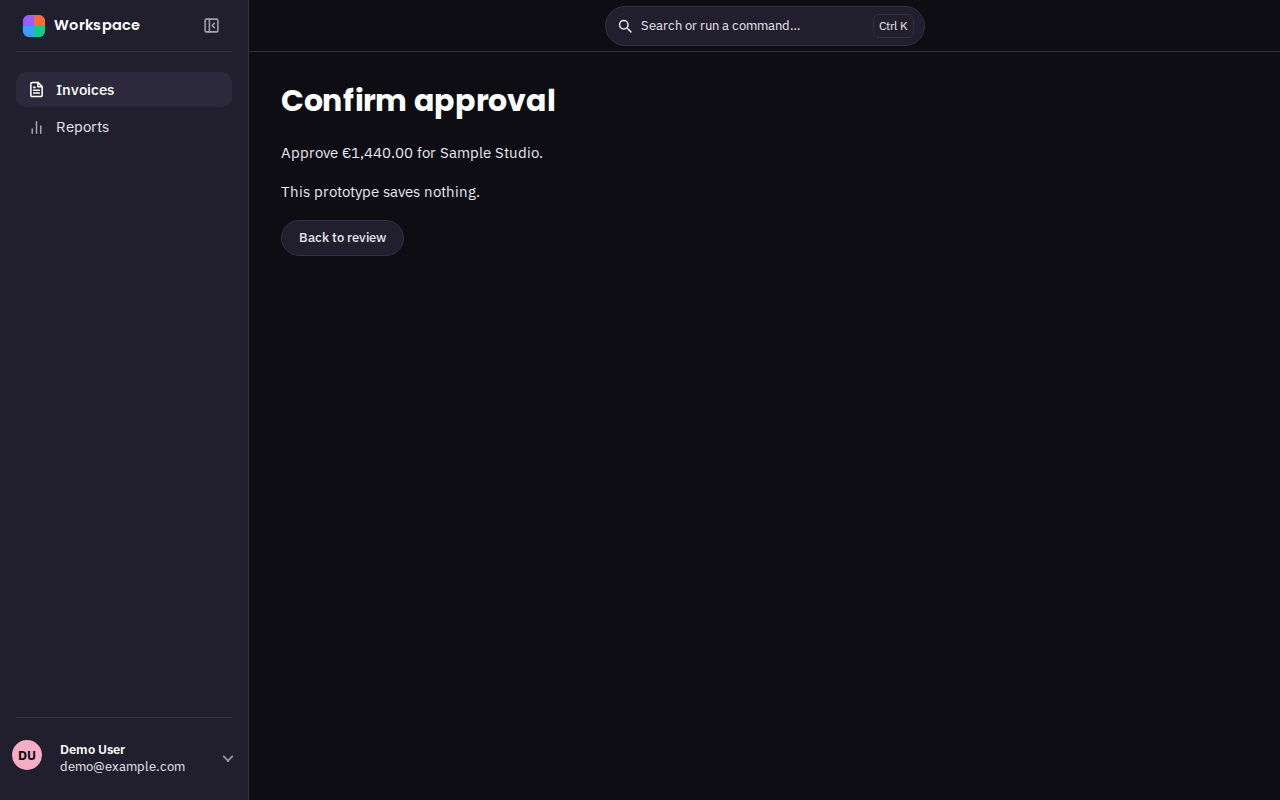 Workspace
Search or run a command...
Ctrl K
Invoices
Reports
Confirm approval
Approve €1,440.00 for Sample Studio.
This prototype saves nothing.
Back to review
DU
Demo User
demo@example.com